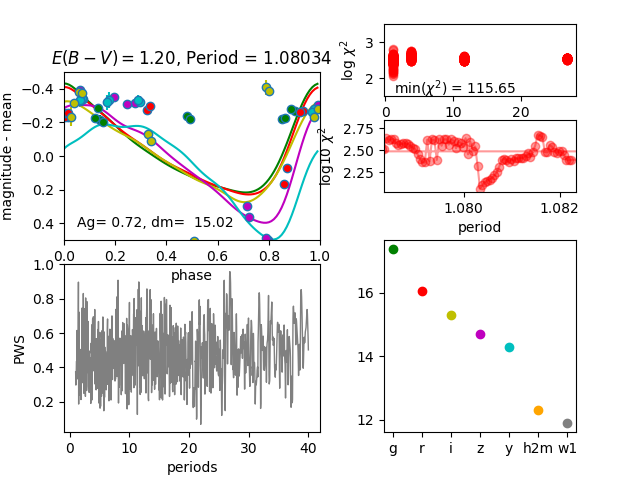 E(B − V) = 1.20, Period = 1.08034
magnitude - mean
−0.4
−0.2
0.0
0.2
0.4
Ag= 0.72, dm=  15.02
0.0 0.2 0.4 0.6 0.8 1.0
phase
log χ²
3
2
min(χ²) = 115.65
0 10 20
log10 χ²
2.75
2.50
2.25
1.080 1.082
period
PWS
1.0
0.8
0.6
0.4
0.2
0 10 20 30 40
periods
16
14
12
g r i z y h2m w1